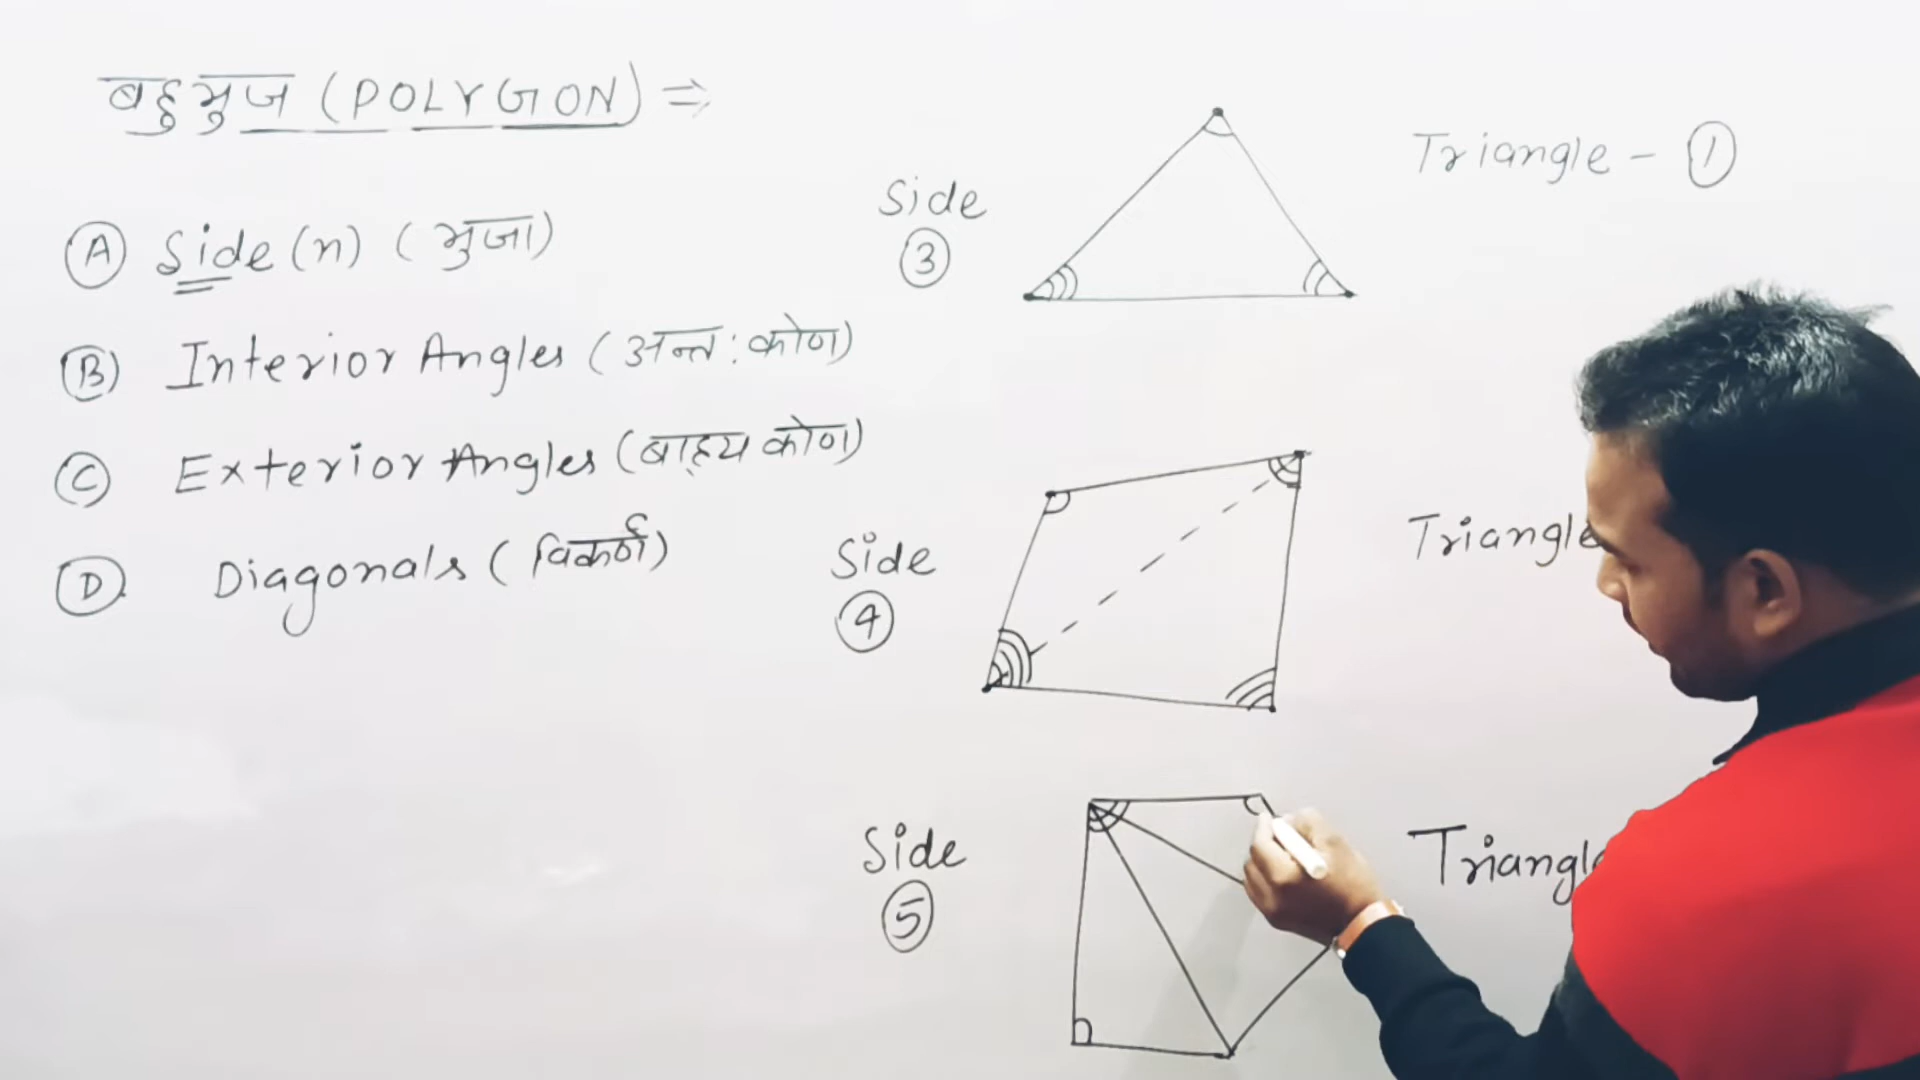 बहुभुज (POLYGON) ⇒
A Side (n) (भुजा)
B Interior Angles (अन्त:कोण)
C Exterior Angles (बाह्य कोण)
D Diagonals (विकर्ण)
Side
3
Triangle - 1
Side
4
Triangle
Side
5
Triangl